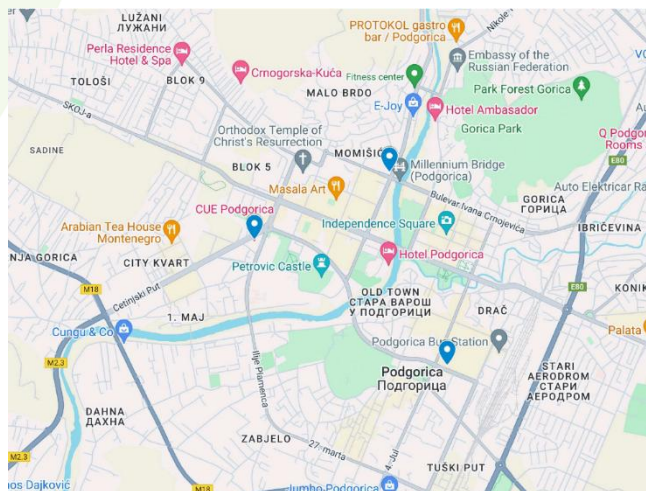 LUŽANI
ЛУЖАНИ
PROTOKOL gastro
bar / Podgorica
Perla Residence
Hotel & Spa
BLOK 9
Crnogorska-Kuća
Embassy of the
Russian Federation
Fitness center
TOLOŠI
MALO BRDO
Park Forest Gorica
E-Joy
Hotel Ambasador
SKOJ-a
Gorica Park
Q Podgor
Rooms
SADINE
Orthodox Temple of
Christ's Resurrection
MOMIŠIĆ
E80
BLOK 5
Millennium Bridge
(Podgorica)
Auto Elektricar Ra
Masala Art
GORICA
ГОРИЦА
Bulevar Ivana Crnojevića
CUE Podgorica
Independence Square
IBRIČEVINA
Arabian Tea House
Montenegro
NJA GORICA
CITY KVART
Petrovic Castle
Hotel Podgorica
M18
Cetinjski Put
OLD TOWN
СТАРА ВАРОШ
У ПОДГОРИЦИ
E80
KONIK
1. MAJ
DRAČ
Cungu & Co
Podgorica Bus Station
Palata
M2.3
M2.3
Podgorica
Подгорица
STARI
AERODROM
СТАРИ
АЕРОДРОМ
Ilije Plamenca
DAHNA
ДАХНА
ZABJELO
27-marta
4-Jul
TUŠKI PUT
os Dajković
M18
Jumbo Podgorica